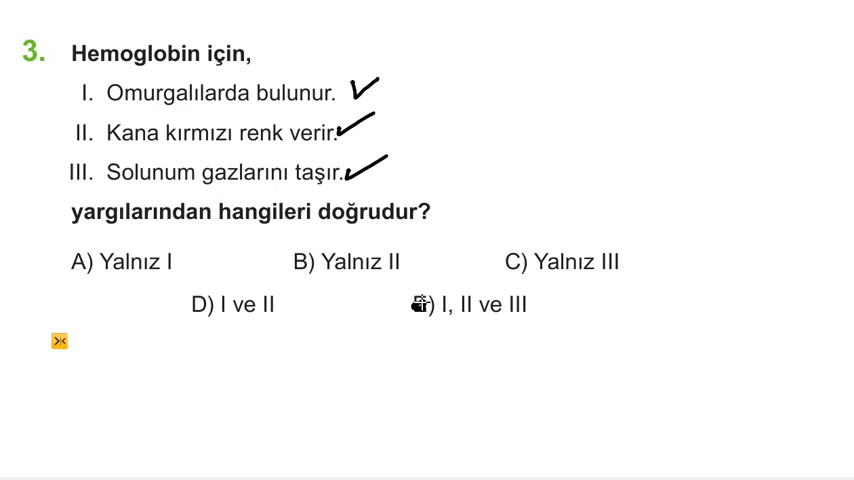 3. Hemoglobin için,
I. Omurgalılarda bulunur.
II. Kana kırmızı renk verir.
III. Solunum gazlarını taşır.
yargılarından hangileri doğrudur?
A) Yalnız I B) Yalnız II C) Yalnız III
D) I ve II ) I, II ve III